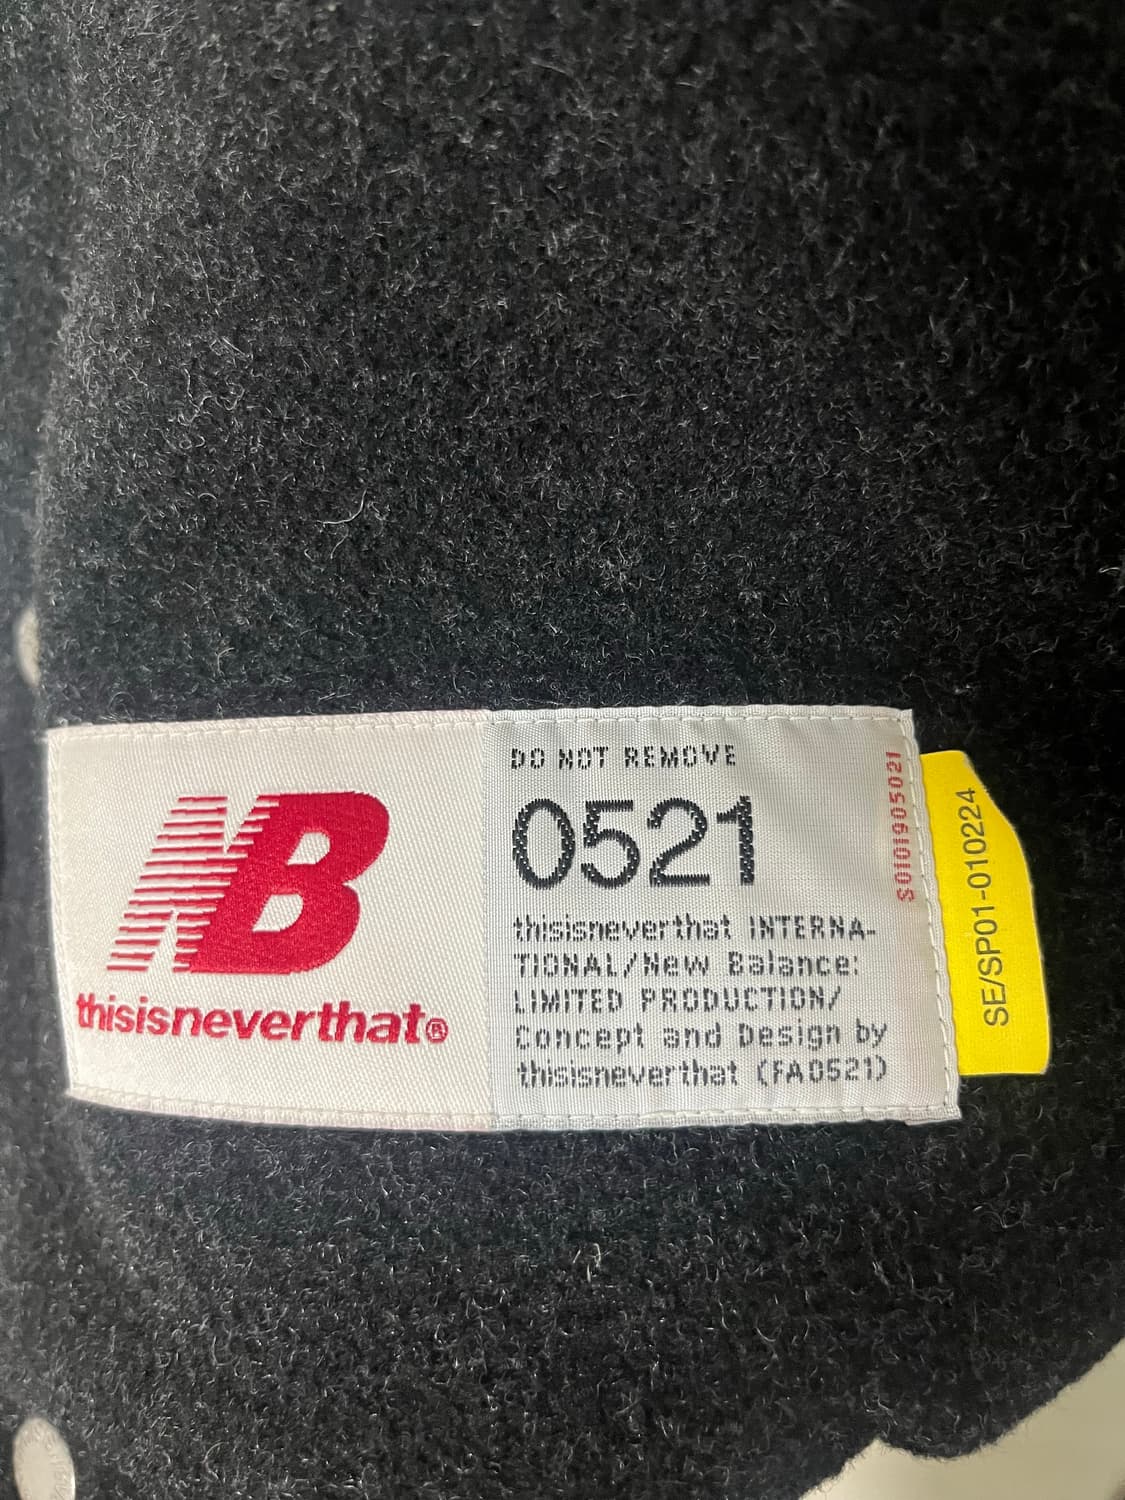 NB
thisisneverthat®
DO NOT REMOVE
0521
thisisneverthat INTERNA-
TIONAL/New Balance:
LIMITED PRODUCTION/
Concept and Design by
thisisneverthat (FA0521)
S0101905021
SE/SP01-010224